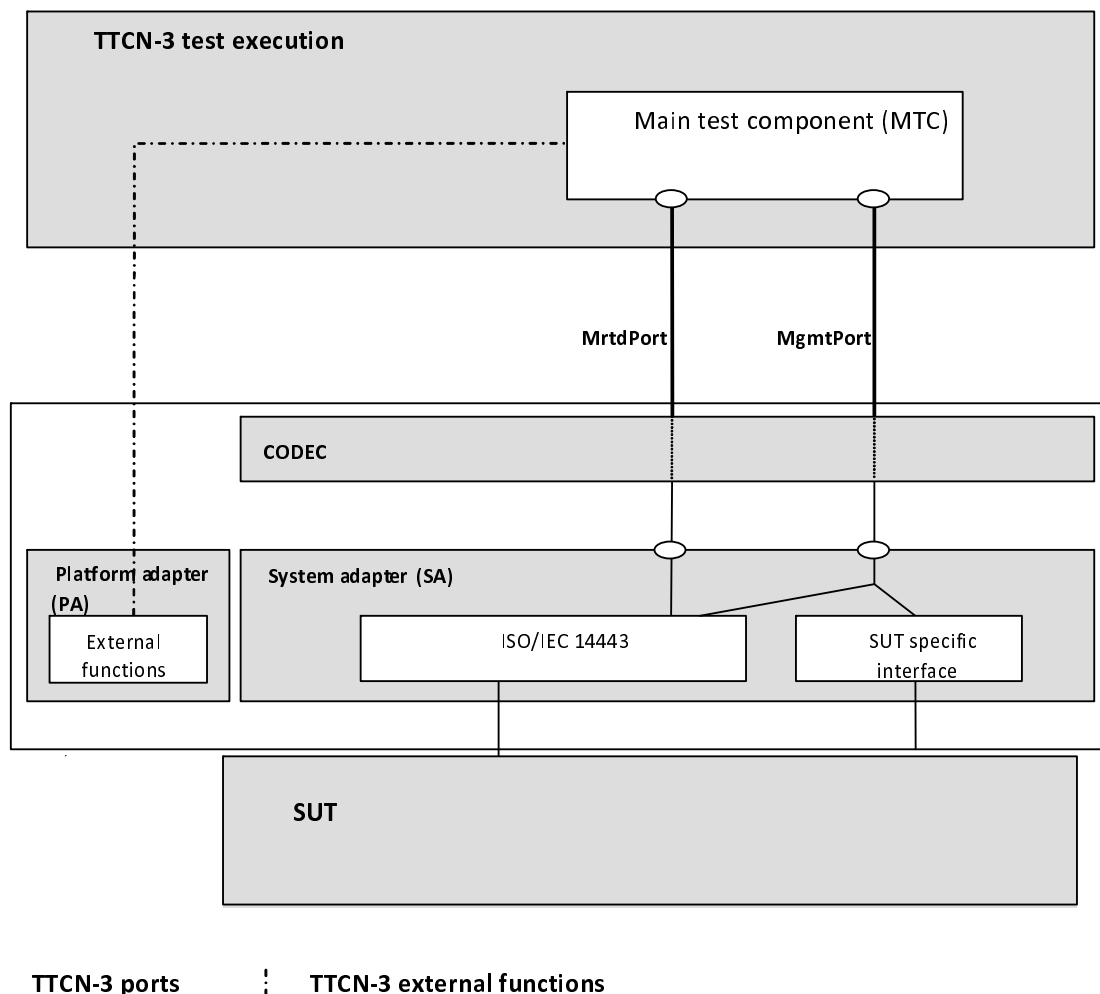 TTCN-3 test execution
Main test component (MTC)
MrtdPort
MgmtPort
CODEC
Platform adapter
(PA)
System adapter (SA)
External
functions
ISO/IEC 14443
SUT specific
interface
SUT
TTCN-3 ports
TTCN-3 external functions